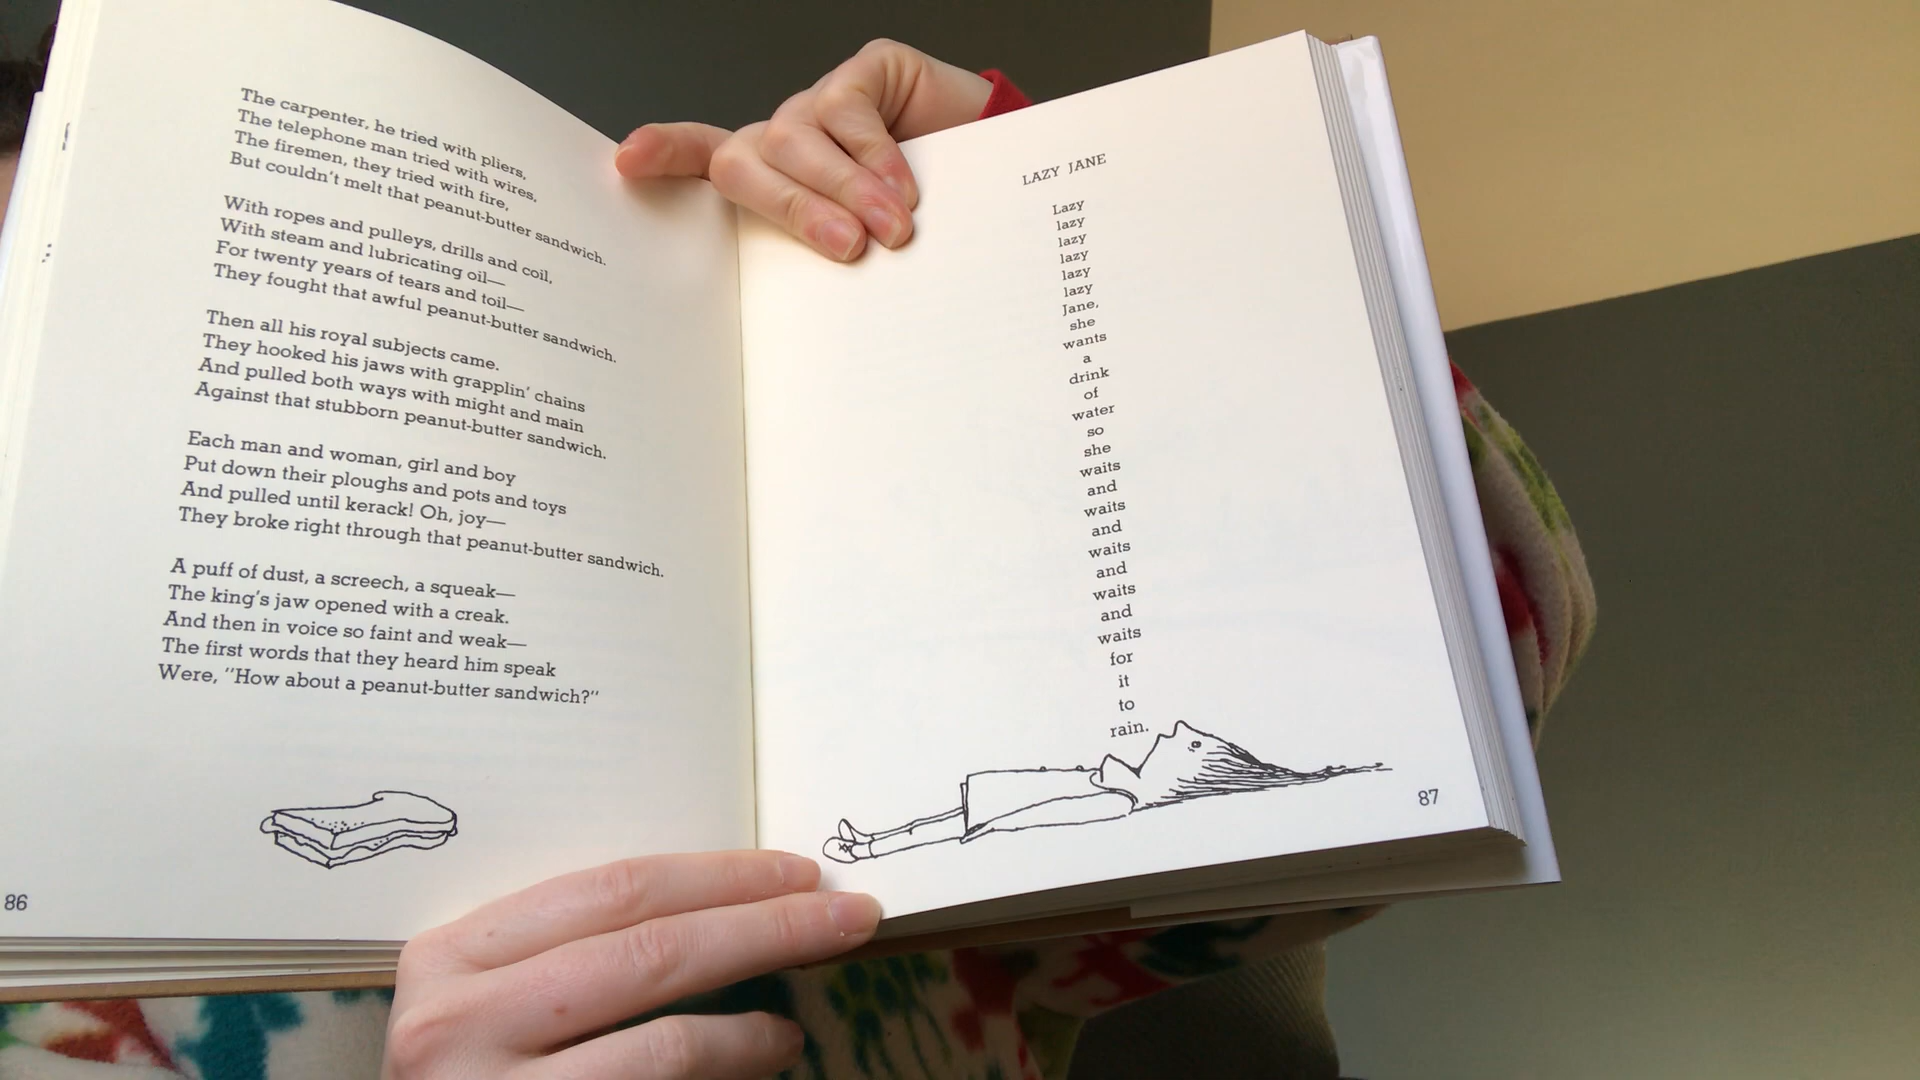 The carpenter, he tried with pliers,
The telephone man tried with wires,
The firemen, they tried with fire,
But couldn't melt that peanut-butter sandwich.
With ropes and pulleys, drills and coil,
With steam and lubricating oil—
For twenty years of tears and toil—
They fought that awful peanut-butter sandwich.
Then all his royal subjects came.
They hooked his jaws with grapplin' chains
And pulled both ways with might and main
Against that stubborn peanut-butter sandwich.
Each man and woman, girl and boy
Put down their ploughs and pots and toys
And pulled until kerack! Oh, joy—
They broke right through that peanut-butter sandwich.
A puff of dust, a screech, a squeak—
The king's jaw opened with a creak.
And then in voice so faint and weak—
The first words that they heard him speak
Were, "How about a peanut-butter sandwich?"
86
LAZY JANE
Lazy
lazy
lazy
lazy
lazy
lazy
Jane,
she
wants
a
drink
of
water
so
she
waits
and
waits
and
waits
and
waits
and
waits
for
it
to
rain.
87